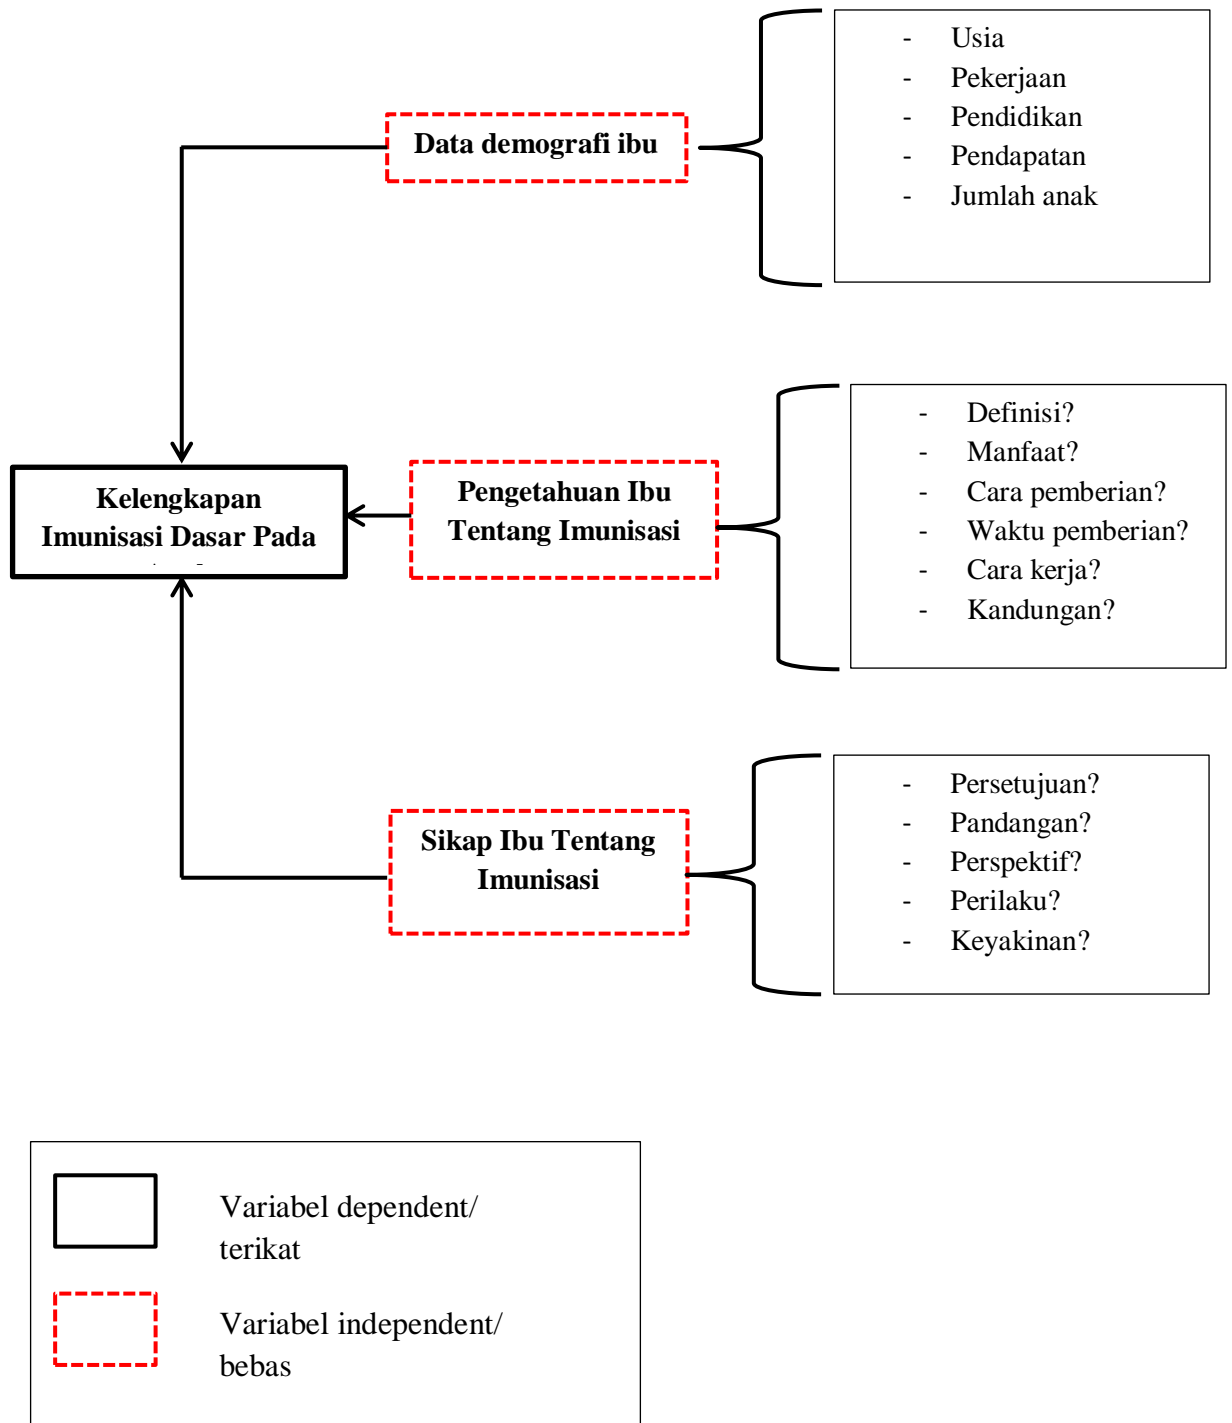 - Usia
- Pekerjaan
- Pendidikan
- Pendapatan
- Jumlah anak
Data demografi ibu
- Definisi?
- Manfaat?
- Cara pemberian?
- Waktu pemberian?
- Cara kerja?
- Kandungan?
Pengetahuan Ibu
Tentang Imunisasi
Kelengkapan
Imunisasi Dasar Pada
- Persetujuan?
- Pandangan?
- Perspektif?
- Perilaku?
- Keyakinan?
Sikap Ibu Tentang
Imunisasi
Variabel dependent/
terikat
Variabel independent/
bebas